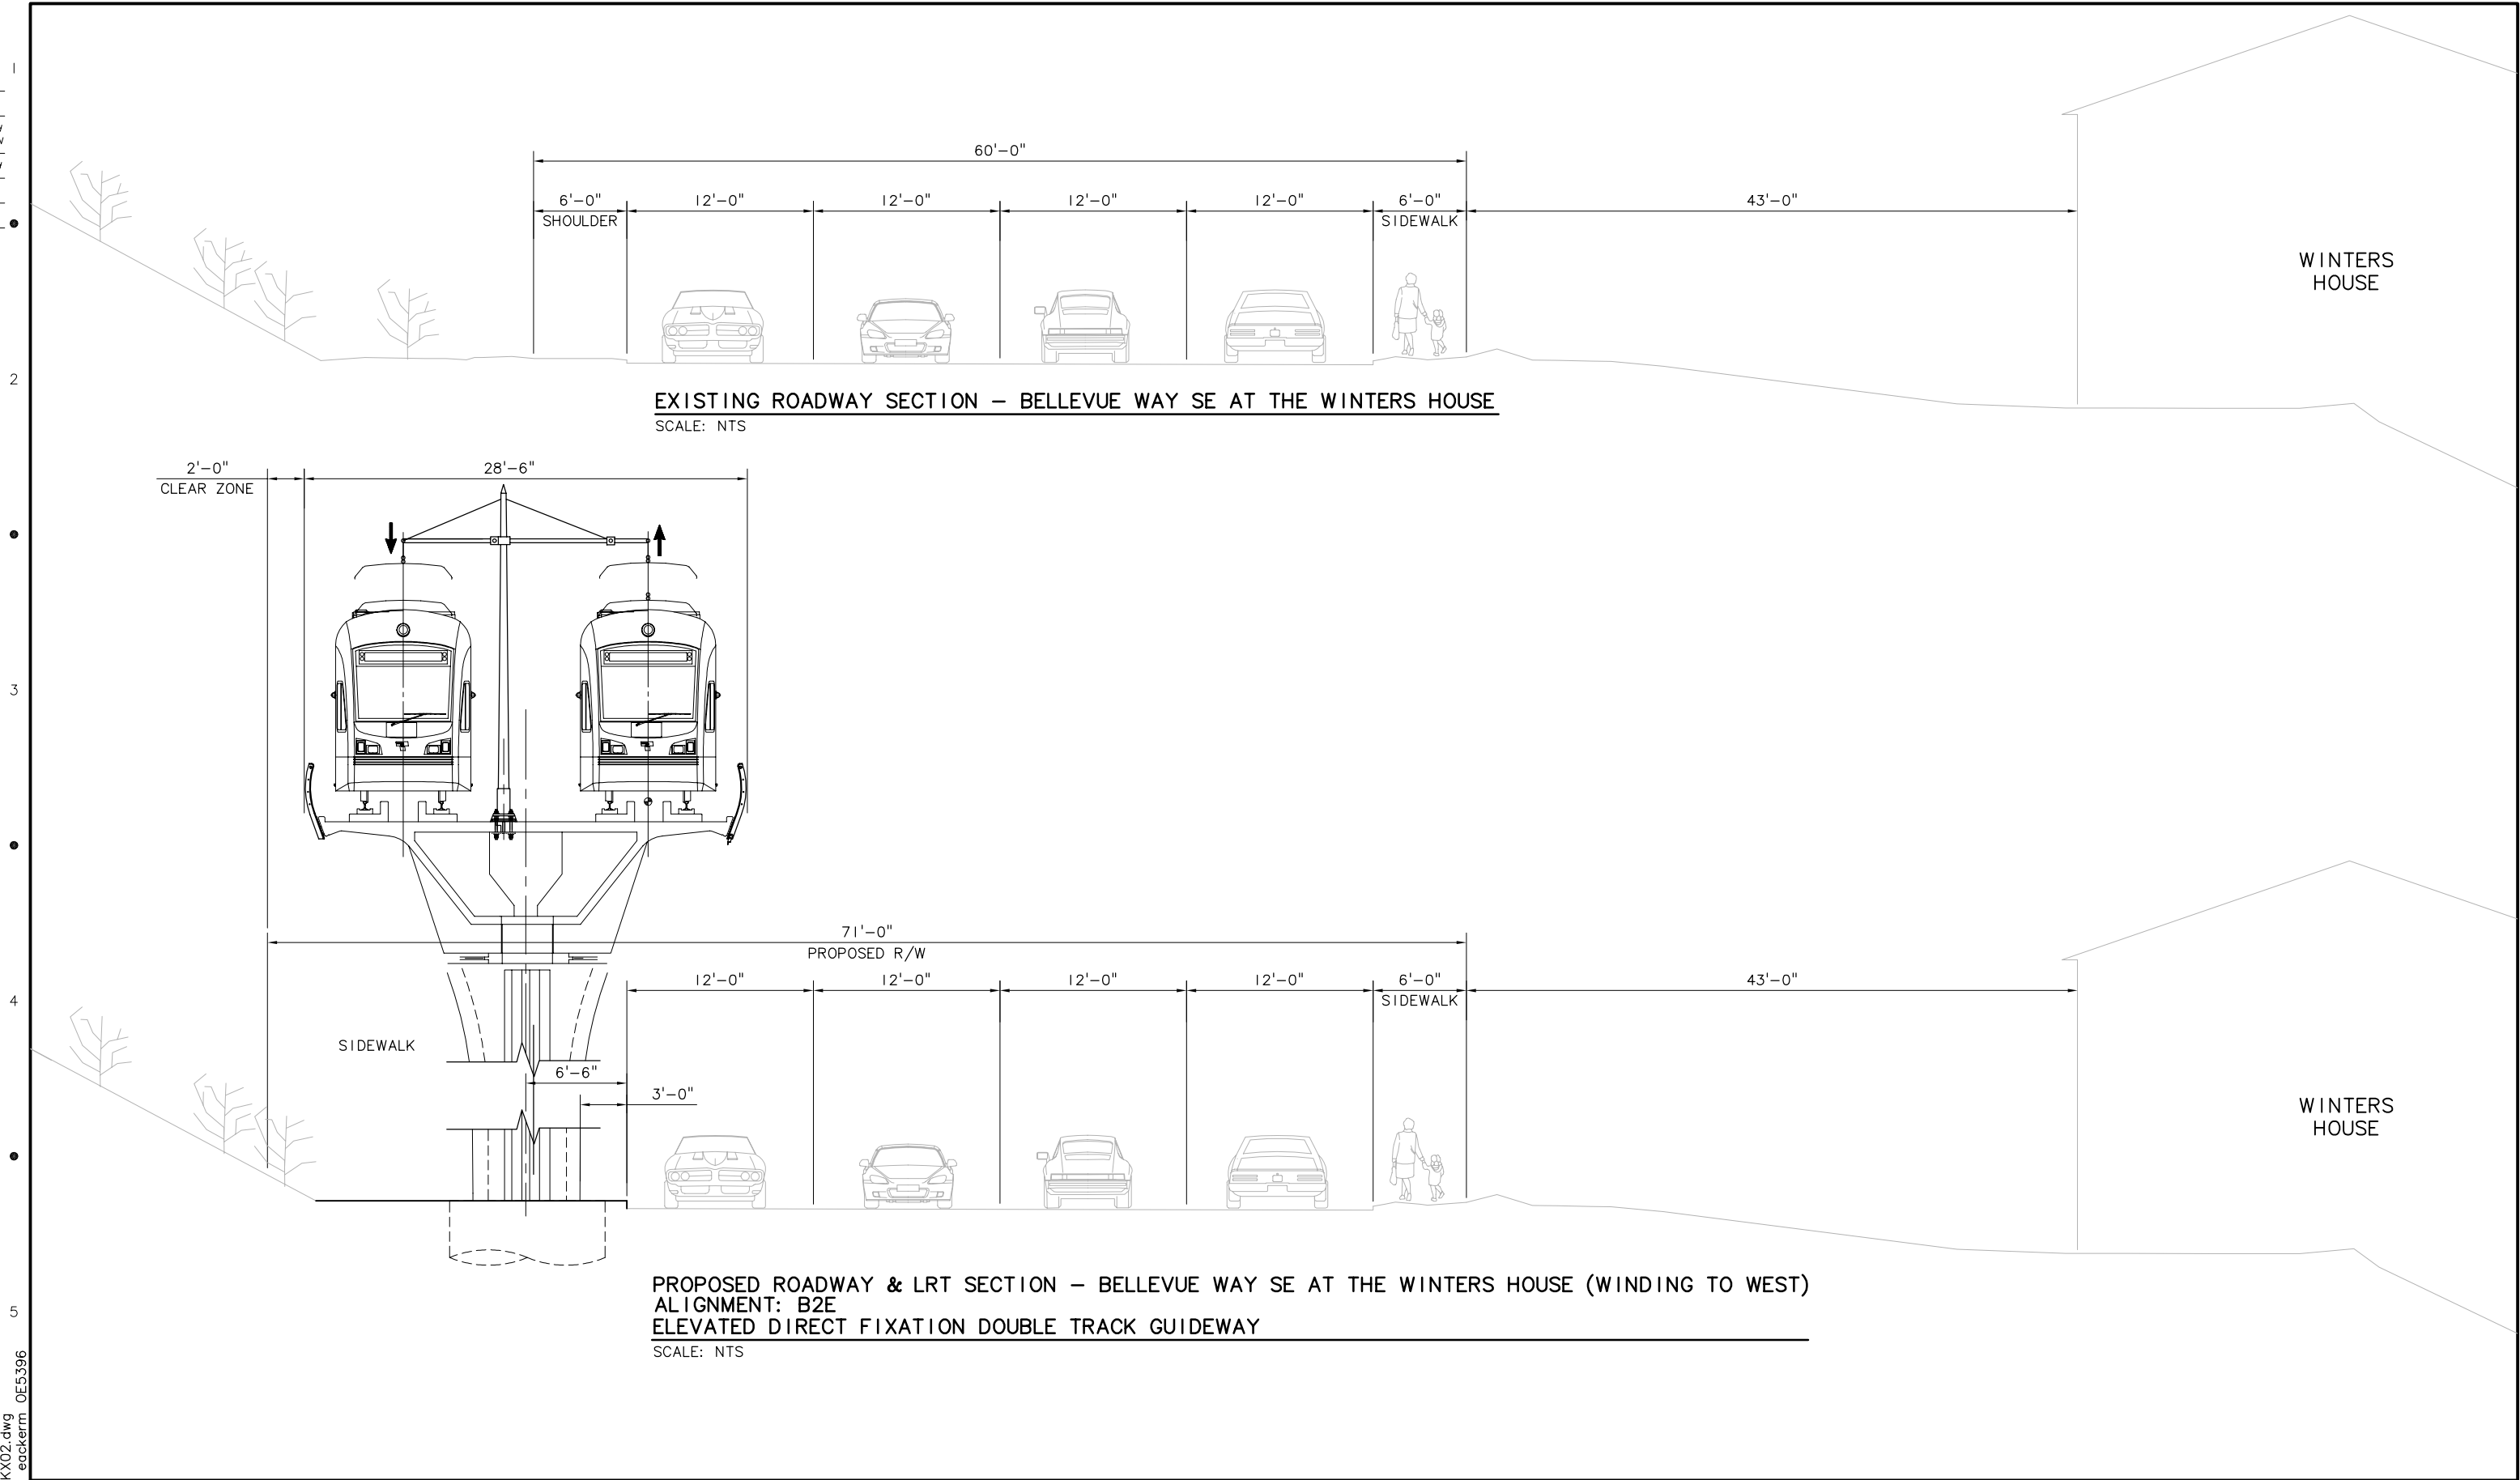 60'-0"
6'-0" 12'-0" 12'-0" 12'-0" 12'-0" 6'-0" 43'-0"
SHOULDER SIDEWALK
WINTERS
HOUSE
EXISTING ROADWAY SECTION – BELLEVUE WAY SE AT THE WINTERS HOUSE
SCALE: NTS
2'-0" 28'-6"
CLEAR ZONE
71'-0"
PROPOSED R/W
12'-0" 12'-0" 12'-0" 12'-0" 6'-0" 43'-0"
SIDEWALK
SIDEWALK
6'-6"
3'-0"
WINTERS
HOUSE
PROPOSED ROADWAY & LRT SECTION – BELLEVUE WAY SE AT THE WINTERS HOUSE (WINDING TO WEST)
ALIGNMENT: B2E
ELEVATED DIRECT FIXATION DOUBLE TRACK GUIDEWAY
SCALE: NTS
1
2
3
4
5
KX02.dwg
eackerm OE5396